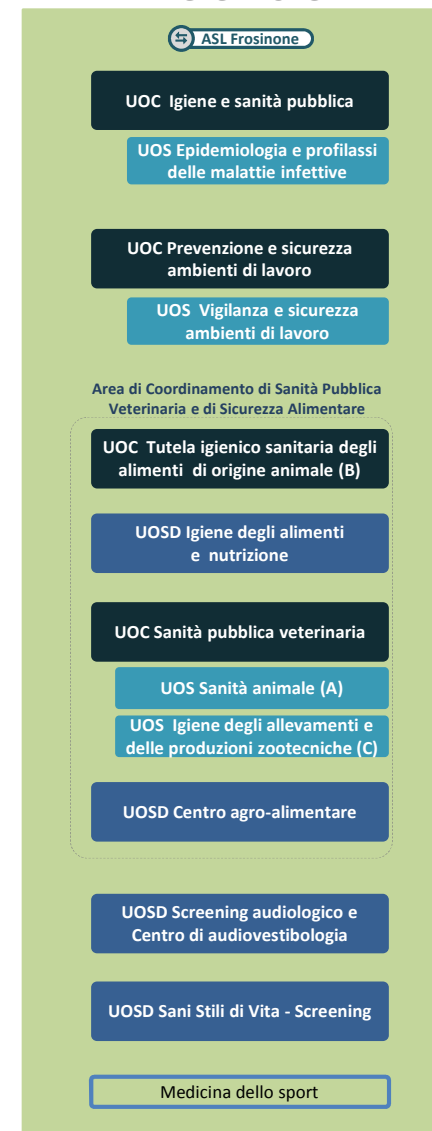 ASL Frosinone
UOC Igiene e sanità pubblica
UOS Epidemiologia e profilassi
delle malattie infettive
UOC Prevenzione e sicurezza
ambienti di lavoro
UOS Vigilanza e sicurezza
ambienti di lavoro
Area di Coordinamento di Sanità Pubblica
Veterinaria e di Sicurezza Alimentare
UOC Tutela igienico sanitaria degli
alimenti di origine animale (B)
UOSD Igiene degli alimenti
e nutrizione
UOC Sanità pubblica veterinaria
UOS Sanità animale (A)
UOS Igiene degli allevamenti e
delle produzioni zootecniche (C)
UOSD Centro agro-alimentare
UOSD Screening audiologico e
Centro di audiovestibologia
UOSD Sani Stili di Vita - Screening
Medicina dello sport